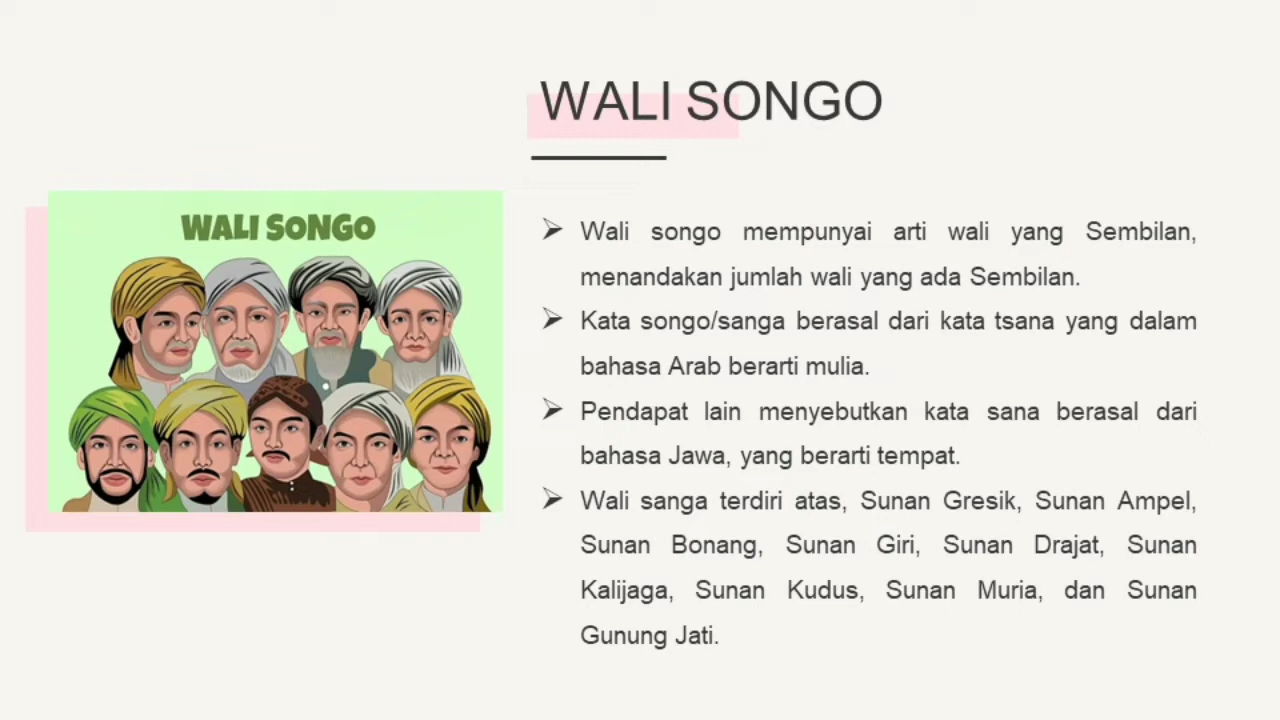 WALI SONGO
WALI SONGO
Wali songo mempunyai arti wali yang Sembilan,
menandakan jumlah wali yang ada Sembilan.
Kata songo/sanga berasal dari kata tsana yang dalam
bahasa Arab berarti mulia.
Pendapat lain menyebutkan kata sana berasal dari
bahasa Jawa, yang berarti tempat.
Wali sanga terdiri atas, Sunan Gresik, Sunan Ampel,
Sunan Bonang, Sunan Giri, Sunan Drajat, Sunan
Kalijaga, Sunan Kudus, Sunan Muria, dan Sunan
Gunung Jati.